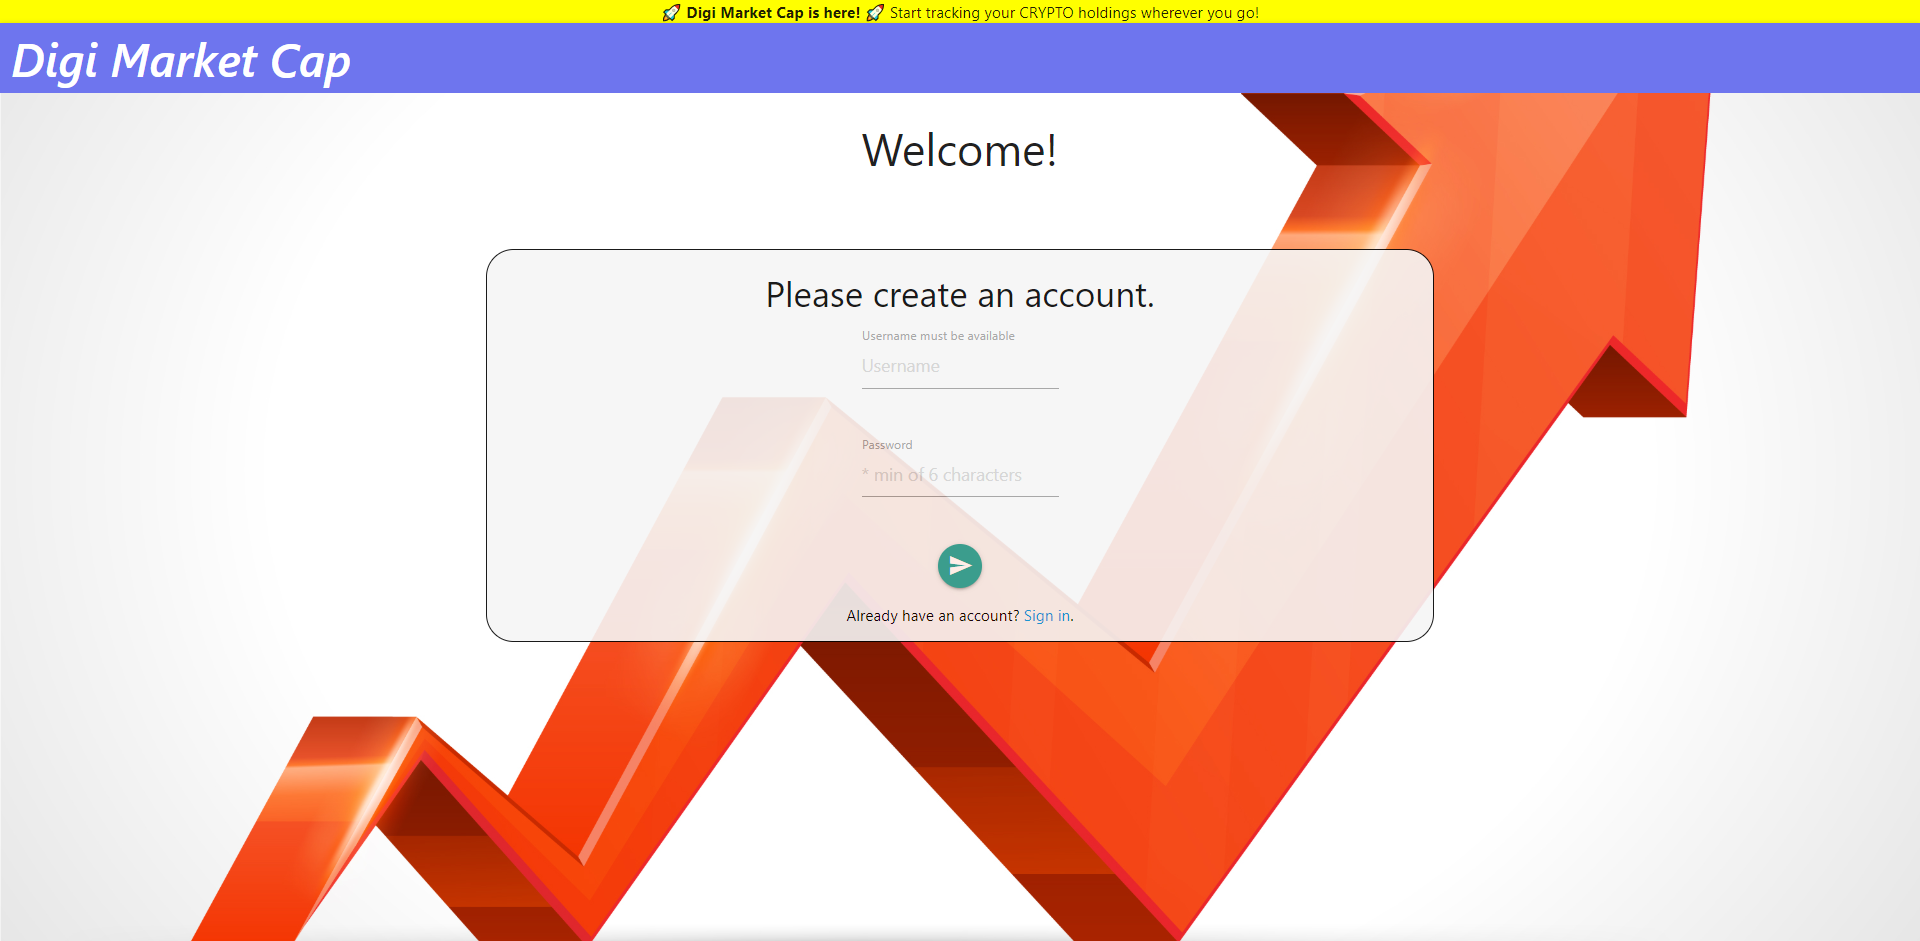 🚀 Digi Market Cap is here! 🚀 Start tracking your CRYPTO holdings wherever you go!
Digi Market Cap
Welcome!
Please create an account.
Username must be available
Username
Password
* min of 6 characters
Already have an account? Sign in.